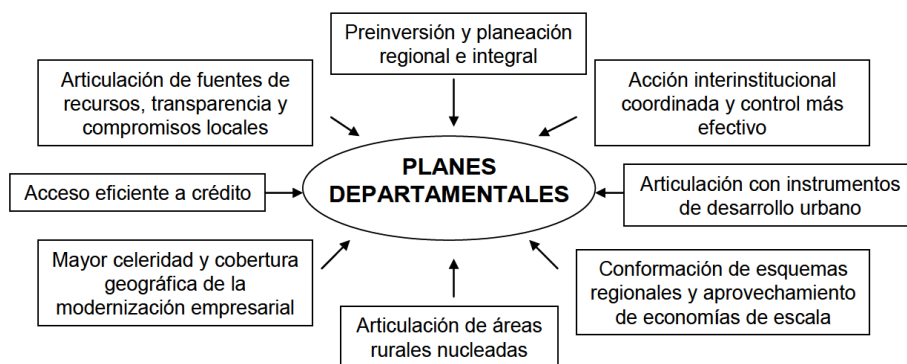 Preinversión y planeación
regional e integral
Articulación de fuentes de
recursos, transparencia y
compromisos locales
Acción interinstitucional
coordinada y control más
efectivo
PLANES
DEPARTAMENTALES
Acceso eficiente a crédito
Articulación con instrumentos
de desarrollo urbano
Mayor celeridad y cobertura
geográfica de la
modernización empresarial
Articulación de áreas
rurales nucleadas
Conformación de esquemas
regionales y aprovechamiento
de economías de escala